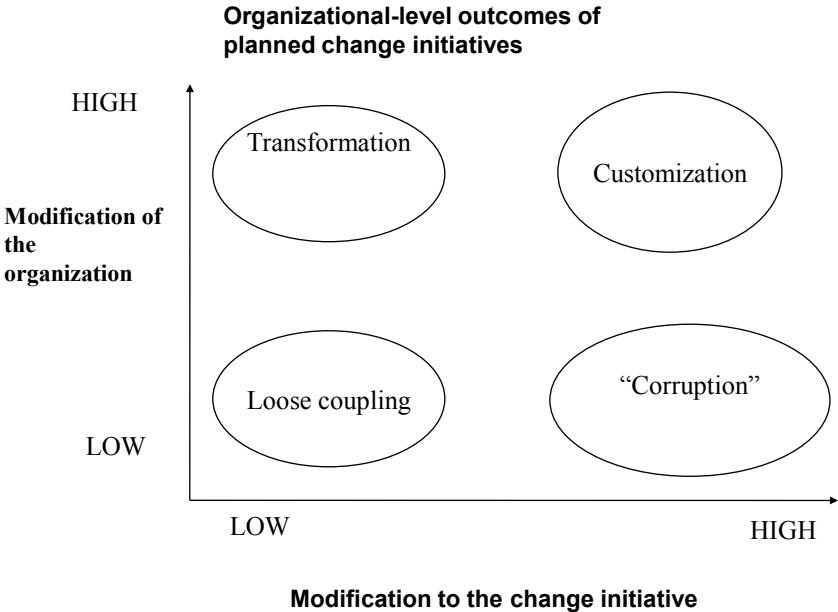 Organizational-level outcomes of
planned change initiatives
HIGH
Transformation
Customization
Modification of
the
organization
Loose coupling
“Corruption”
LOW
LOW
HIGH
Modification to the change initiative